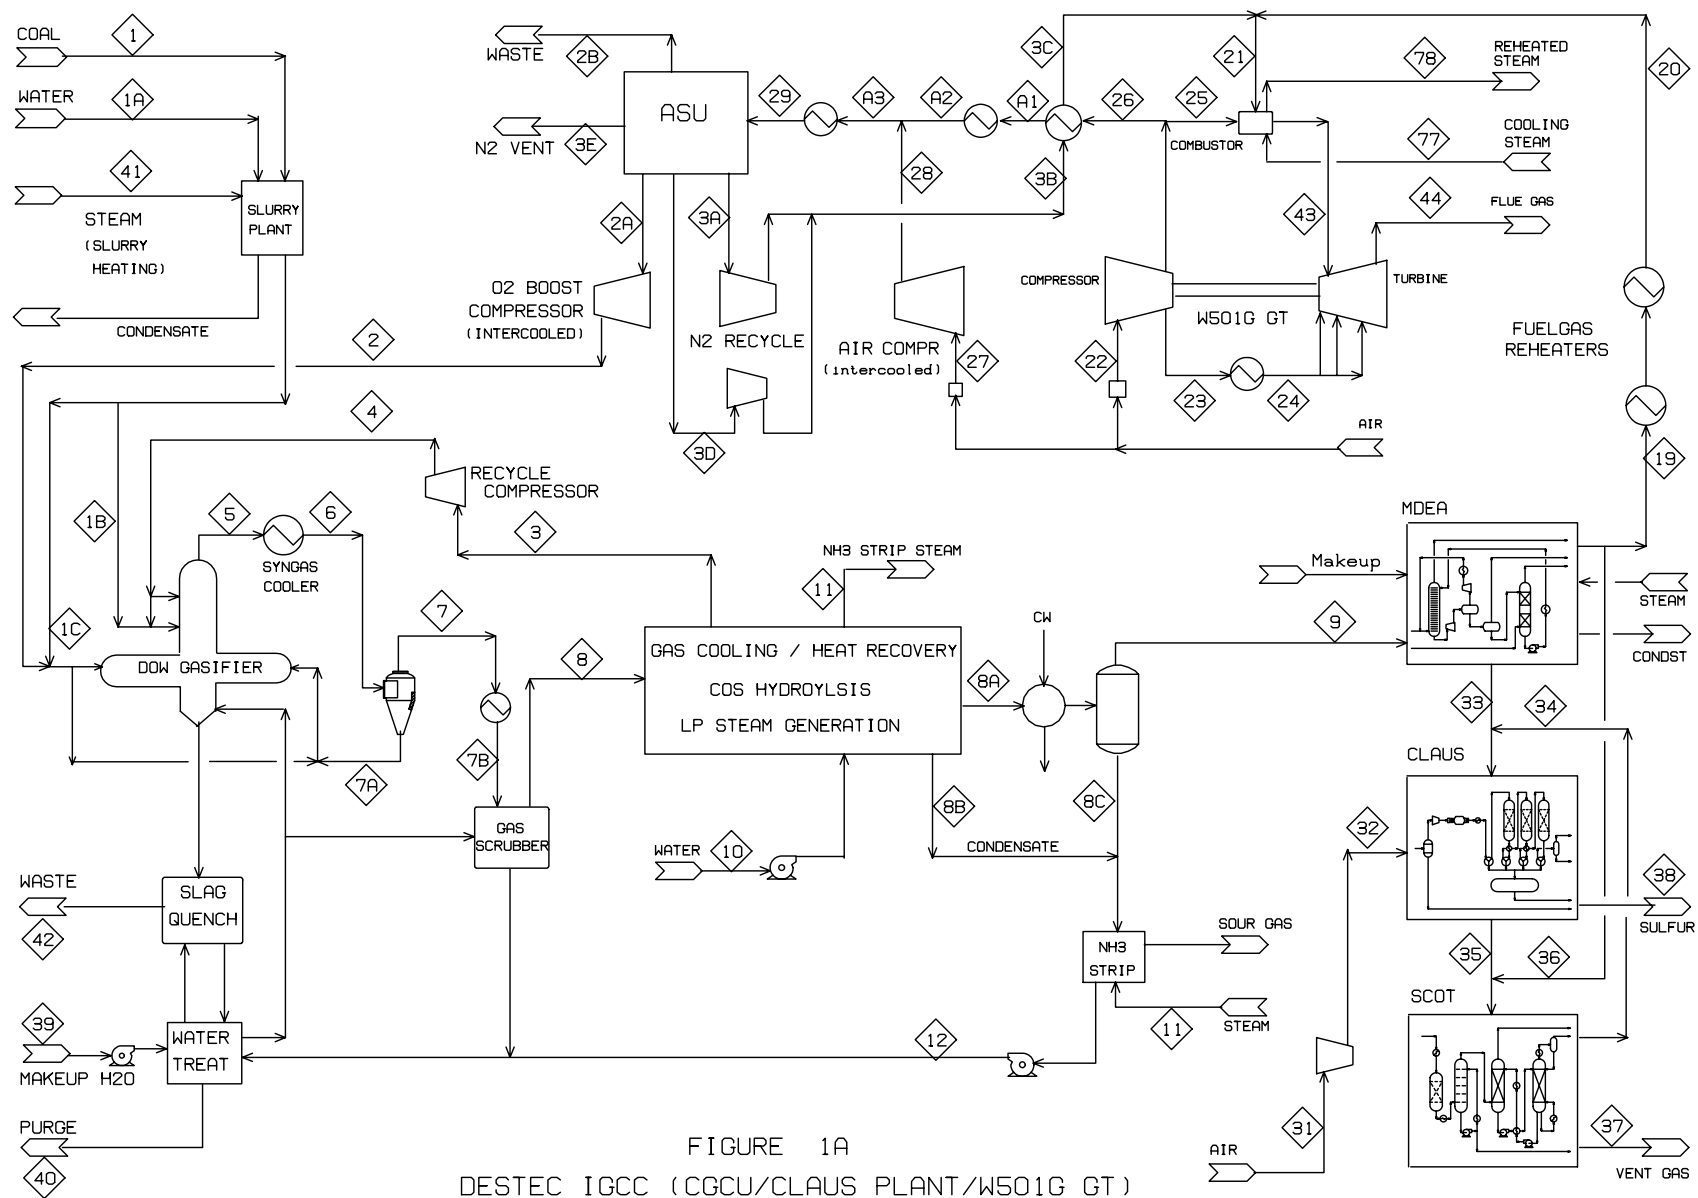 COAL
1
WATER
1A
41
STEAM
(SLURRY
HEATING)
SLURRY
PLANT
CONDENSATE
WASTE
2B
ASU
N2 VENT
3E
29
A3
A2
A1
26
25
3C
21
78
REHEATED
STEAM
20
COMBUSTOR
COOLING
STEAM
77
28
3B
2A
3A
43
44
FLUE GAS
O2 BOOST
COMPRESSOR
(INTERCOOLED)
N2 RECYCLE
AIR COMPR
(intercooled)
COMPRESSOR
TURBINE
W501G GT
FUELGAS
REHEATERS
2
27
22
23
24
4
3D
AIR
19
RECYCLE
COMPRESSOR
1B
5
6
3
SYNGAS
COOLER
NH3 STRIP STEAM
11
MDEA
Makeup
STEAM
CONDST
1C
7
DOW GASIFIER
8
GAS COOLING / HEAT RECOVERY
COS HYDROYLSIS
LP STEAM GENERATION
CW
8A
9
33
34
7A
7B
8B
8C
CLAUS
GAS
SCRUBBER
WATER
10
CONDENSATE
32
38
SULFUR
WASTE
42
SLAG
QUENCH
NH3
STRIP
SOUR GAS
35
36
SCOT
39
MAKEUP H2O
WATER
TREAT
12
11
STEAM
PURGE
40
AIR
31
37
VENT GAS
FIGURE 1A
DESTEC IGCC (CGCU/CLAUS PLANT/W501G GT)